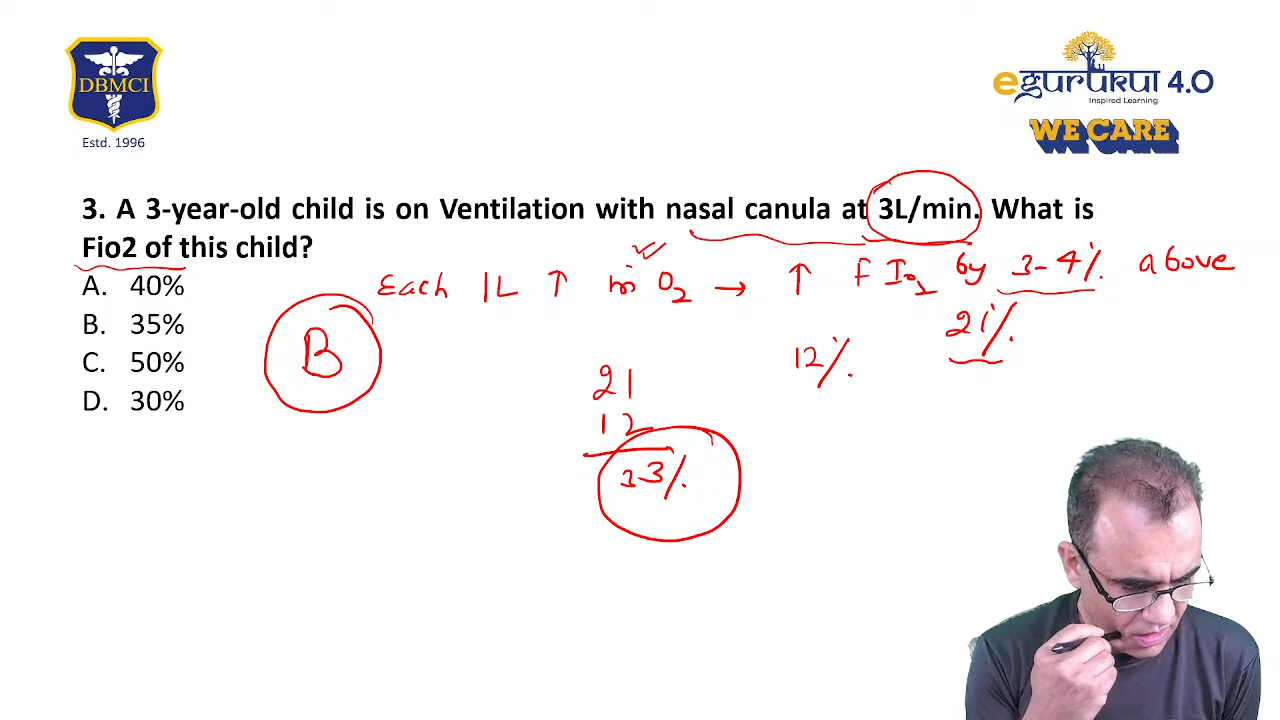 DBMCI
Estd. 1996
egurukul 4.0
Inspired Learning
WE CARE
3. A 3-year-old child is on Ventilation with nasal canula at 3L/min. What is
Fio2 of this child?
A. 40%
B. 35%
C. 50%
D. 30%
Each 1L ↑ in O2 → ↑ FIO2 by 3-4% above
21%
B
12%
21
12
33%